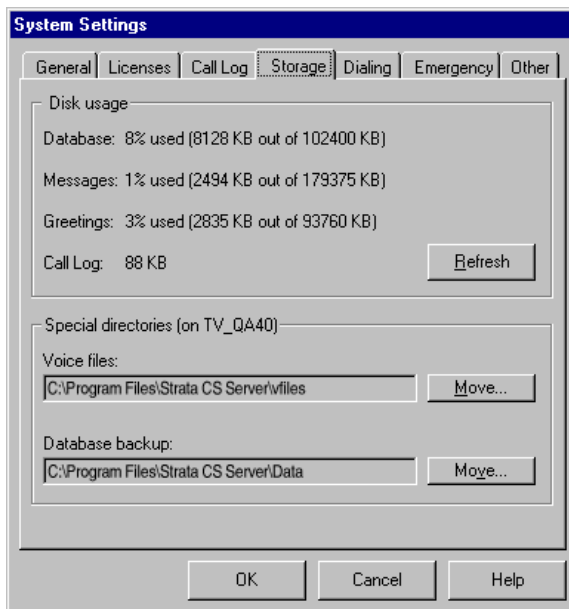 System Settings
General Licenses Call Log Storage Dialing Emergency Other
Disk usage
Database: 8% used (8128 KB out of 102400 KB)
Messages: 1% used (2494 KB out of 179375 KB)
Greetings: 3% used (2835 KB out of 93760 KB)
Call Log: 88 KB
Refresh
Special directories (on TV_QA40)
Voice files:
C:\Program Files\Strata CS Server\vfiles
Move...
Database backup:
C:\Program Files\Strata CS Server\Data
Move...
OK Cancel Help